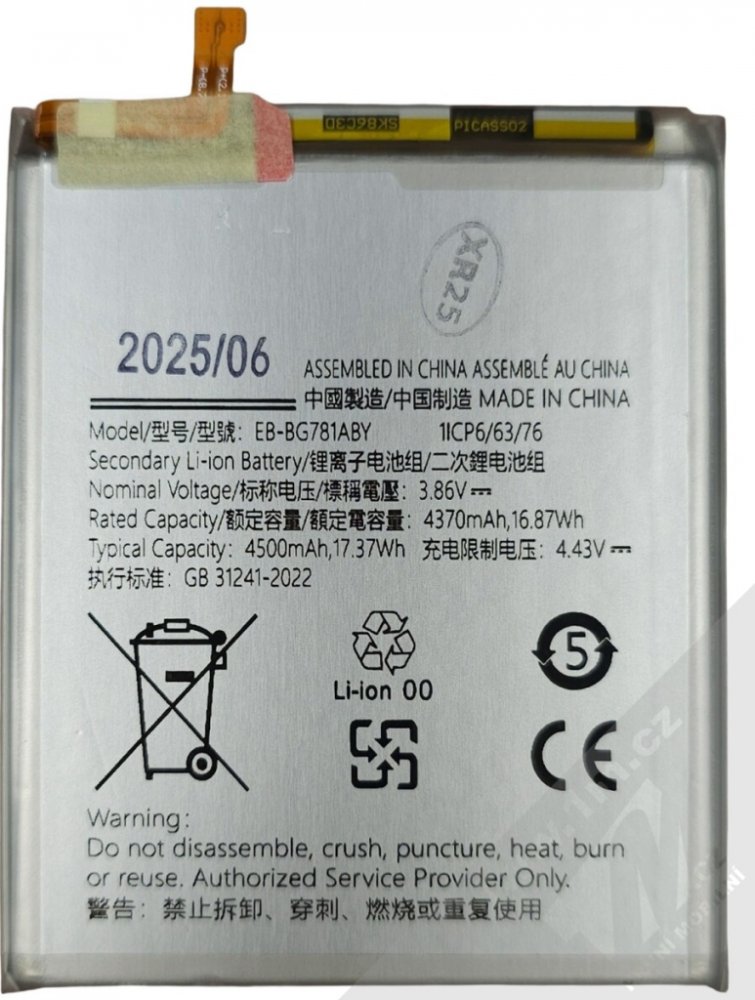 SK86C3D
PICASSO2
XR25
2025/06
ASSEMBLED IN CHINA ASSEMBLÉ AU CHINA
中國製造/中国制造 MADE IN CHINA
Model/型号/型號: EB-BG781ABY 1ICP6/63/76
Secondary Li-ion Battery/锂离子电池组/二次鋰电池组
Nominal Voltage/标称电压/標稱電壓: 3.86V⎓
Rated Capacity/额定容量/額定電容量: 4370mAh,16.87Wh
Typical Capacity: 4500mAh,17.37Wh 充电限制电压: 4.43V⎓
执行标准: GB 31241-2022
5
Li-ion 00
CE
Warning:
Do not disassemble, crush, puncture, heat, burn
or reuse. Authorized Service Provider Only.
警告: 禁止拆卸、穿刺、燃烧或重复使用